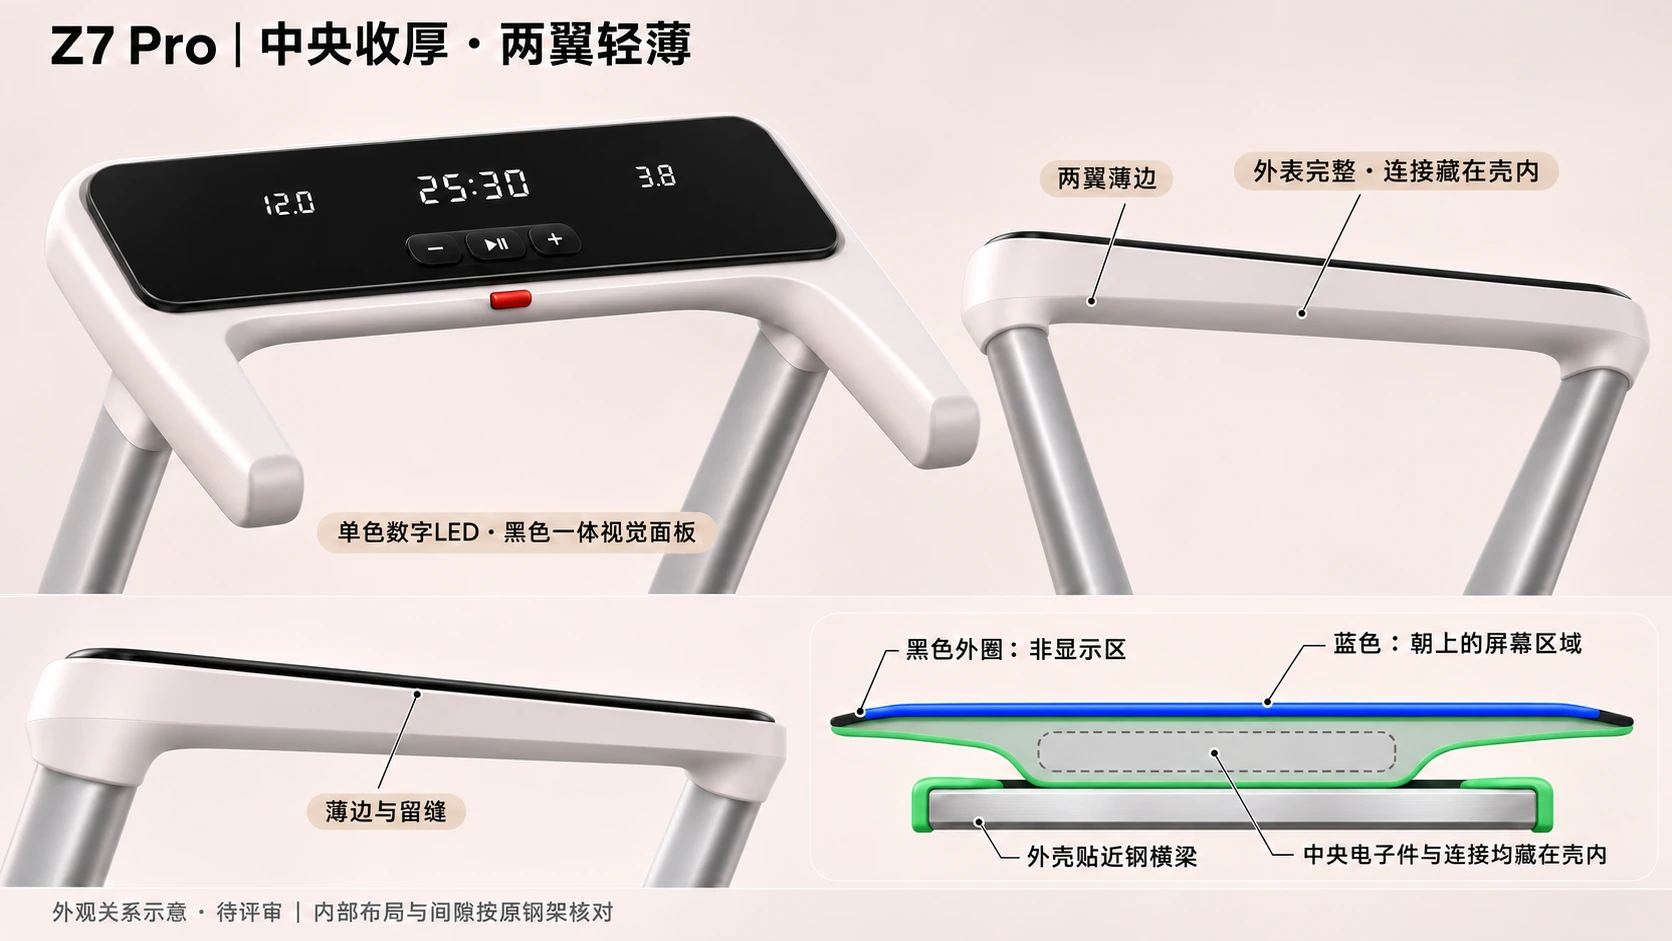 Z7 Pro | 中央收厚 · 两翼轻薄
12.0
25:30
3.8
两翼薄边
外表完整 · 连接藏在壳内
单色数字LED · 黑色一体视觉面板
薄边与留缝
黑色外圈：非显示区
蓝色：朝上的屏幕区域
外壳贴近钢横梁
中央电子件与连接均藏在壳内
外观关系示意 · 待评审 | 内部布局与间隙按原钢架核对